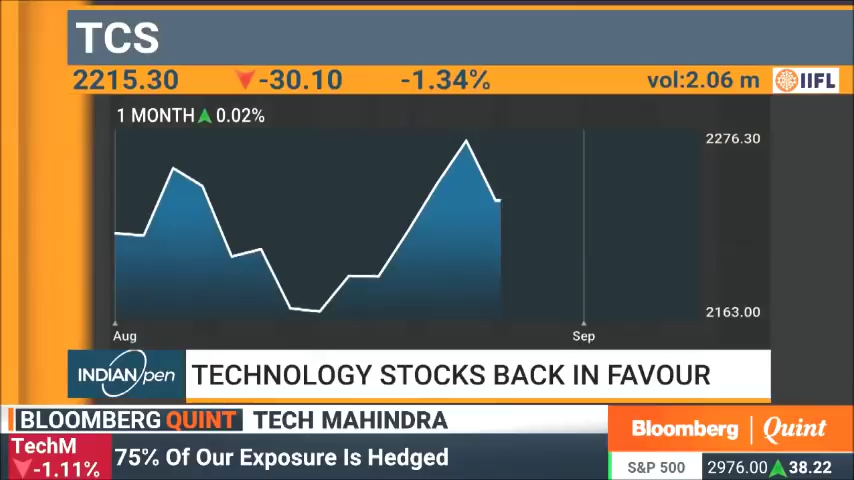 TCS
2215.30 -30.10 -1.34% vol:2.06 m IIFL
1 MONTH 0.02%
2276.30
2163.00
Aug Sep
INDIAN Open TECHNOLOGY STOCKS BACK IN FAVOUR
BLOOMBERG QUINT TECH MAHINDRA
Bloomberg | Quint
TechM
-1.11%
75% Of Our Exposure Is Hedged
S&P 500 2976.00 38.22